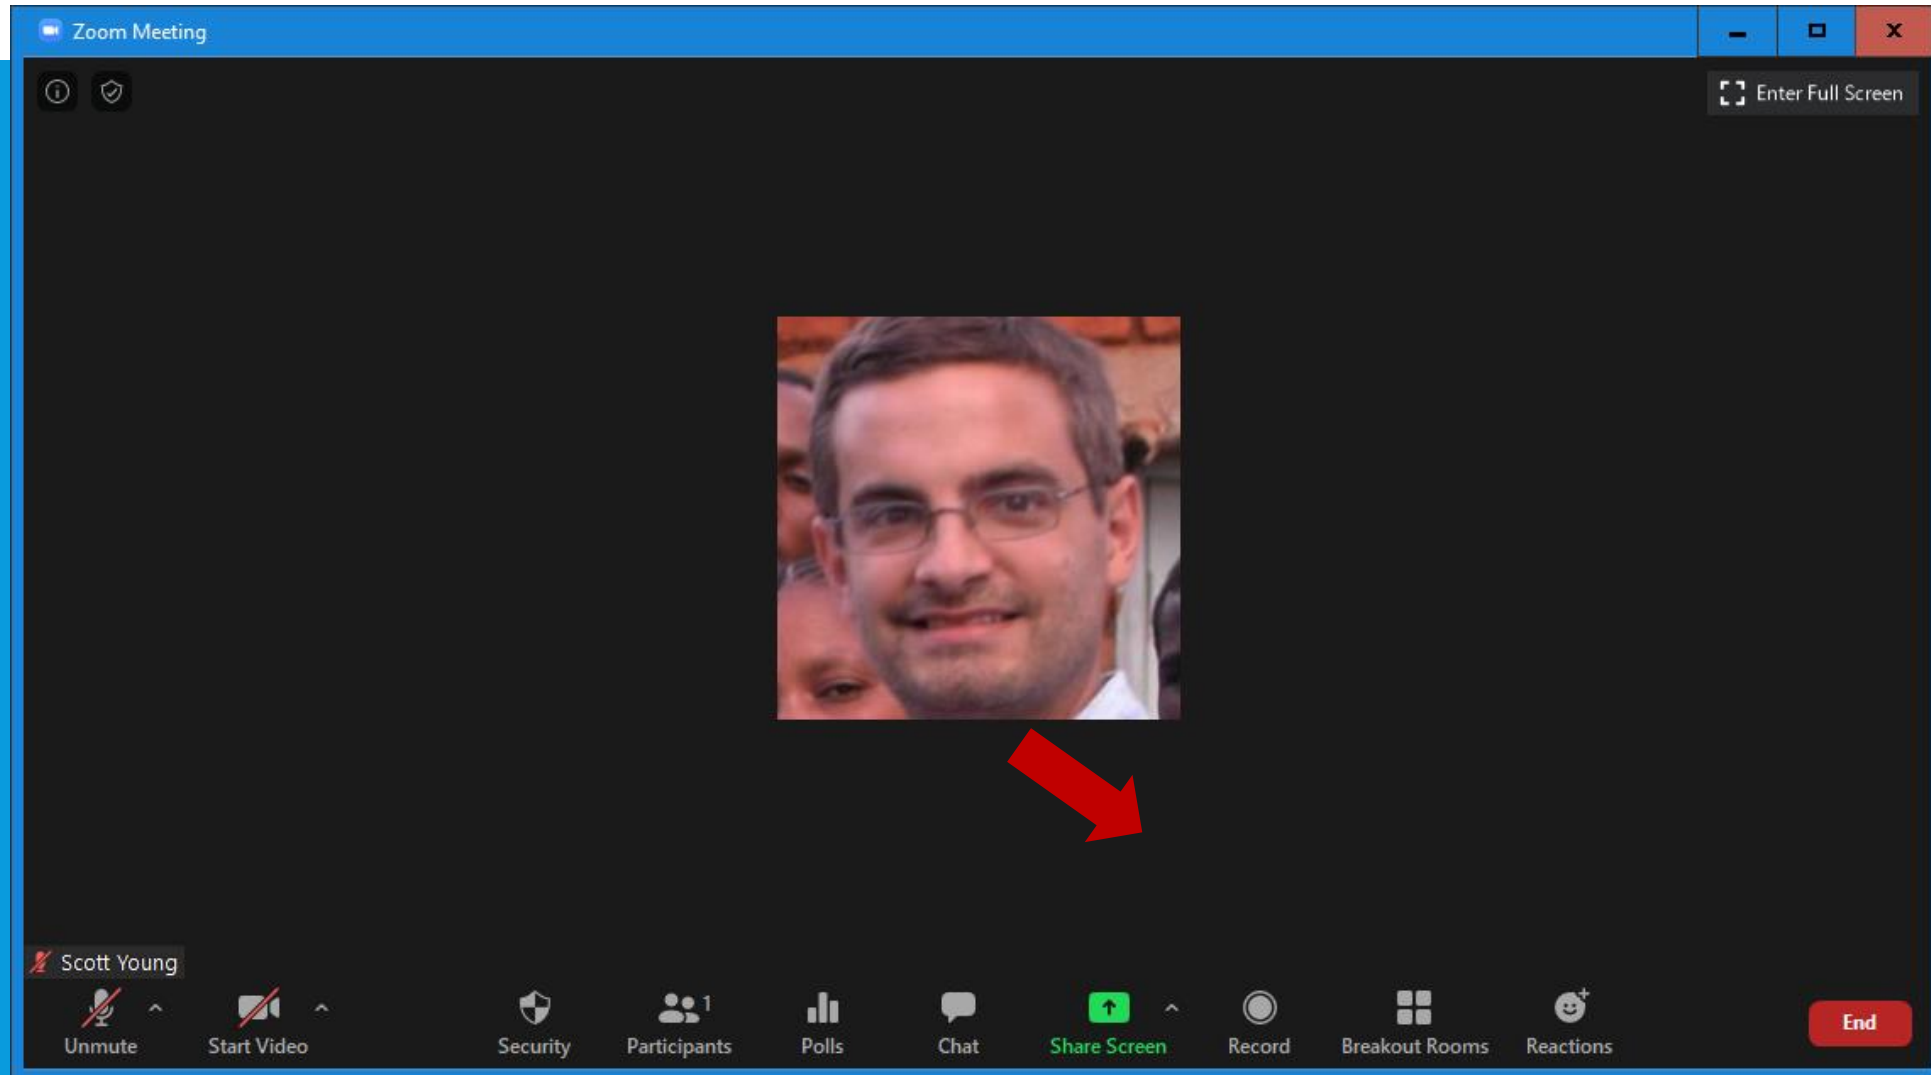 Zoom Meeting
Enter Full Screen
Scott Young
1
Unmute
Start Video
Security
Participants
Polls
Chat
Share Screen
Record
Breakout Rooms
Reactions
End